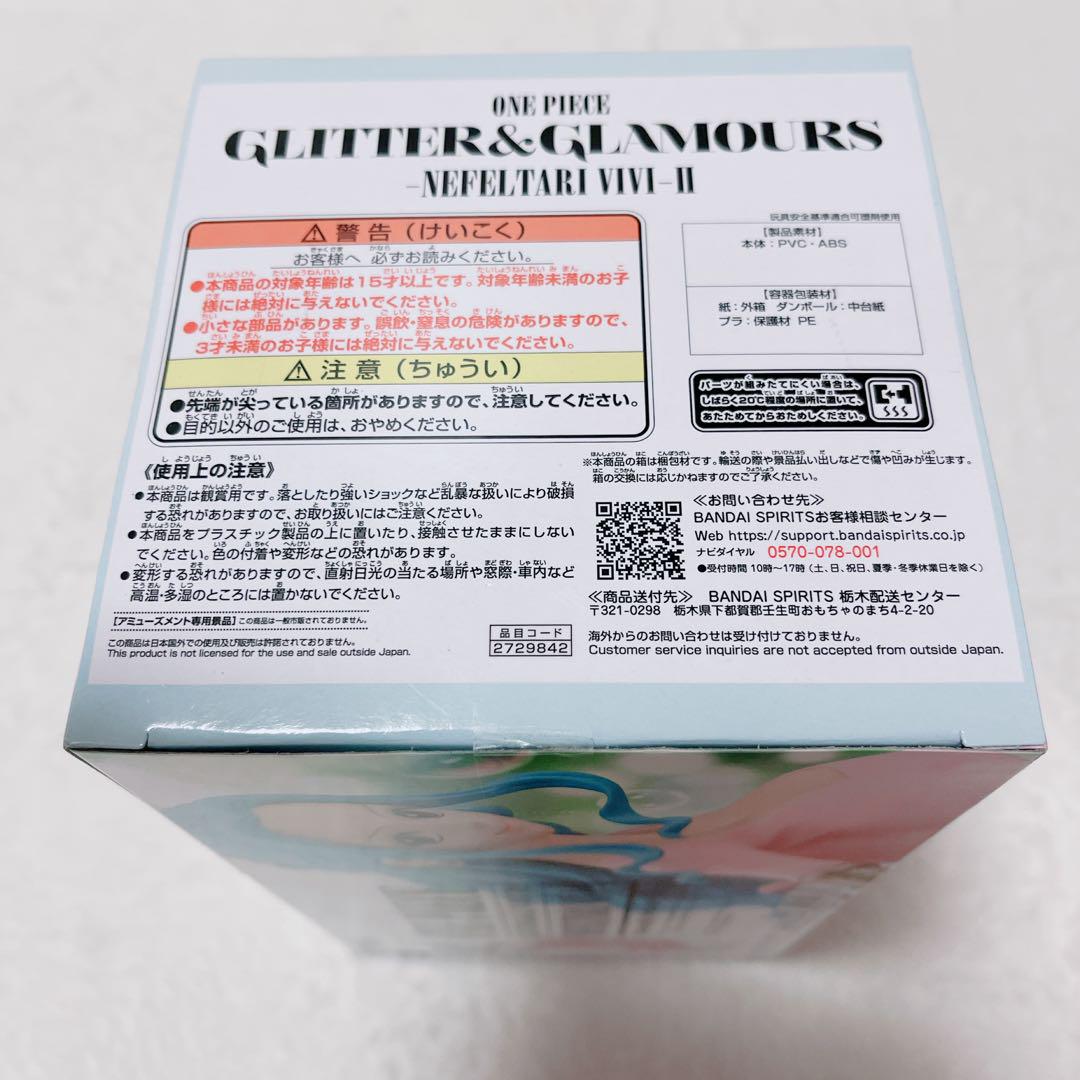 ONE PIECE
GLITTER&GLAMOURS
-NEFELTARI VIVI-II
⚠ 警告(けいこく)
お客様へ 必ずお読みください。
●本商品の対象年齢は15才以上です。対象年齢未満のお子
様には絶対に与えないでください。
●小さな部品があります。誤飲・窒息の危険がありますので、
3才未満のお子様には絶対に与えないでください。
⚠ 注意(ちゅうい)
●先端が尖っている箇所がありますので、注意してください。
●目的以外のご使用は、おやめください。
玩具安全基準適合可塑剤使用
【製品素材】
本体:PVC・ABS
【容器包装材】
紙:外箱 ダンボール:中台紙
プラ:保護材 PE
パーツが組みたてにくい場合は、
しばらく20℃程度の場所に置いて、
あたためてからおためしください。
《使用上の注意》
●本商品は観賞用です。落としたり強いショックなど乱暴な扱いにより破損
する恐れがありますので、お取り扱いにはご注意ください。
●本商品をプラスチック製品の上に置いたり、接触させたままにしない
でください。色の付着や変形などの恐れがあります。
●変形する恐れがありますので、直射日光の当たる場所や窓際・車内など
高温・多湿のところには置かないでください。
【アミューズメント専用景品】この商品は一般市販されておりません。
この商品は日本国外での使用及び販売は許諾されておりません。
This product is not licensed for the use and sale outside Japan.
品目コード
2729842
※本商品の箱は梱包材です。輸送の際や景品払い出しなどで傷や凹みが生じます。
箱の交換には応じかねますのでご了承ください。
≪お問い合わせ先≫
BANDAI SPIRITSお客様相談センター
Web https://support.bandaispirits.co.jp
ナビダイヤル 0570-078-001
●受付時間 10時〜17時(土、日、祝日、夏季・冬季休業日を除く)
≪商品送付先≫ BANDAI SPIRITS 栃木配送センター
〒321-0298 栃木県下都賀郡壬生町おもちゃのまち4-2-20
海外からのお問い合わせは受け付けておりません。
Customer service inquiries are not accepted from outside Japan.